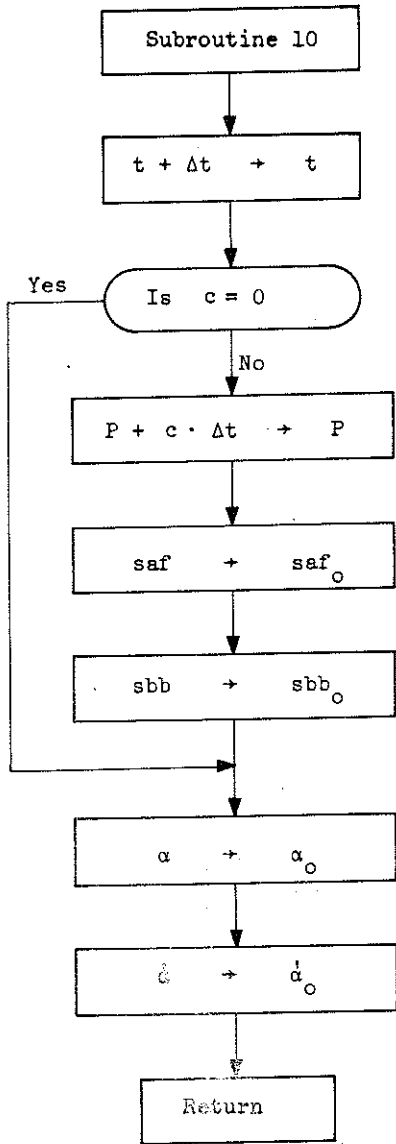 Subroutine 10
t + Δt → t
Yes
Is c = 0
No
P + c · Δt → P
saf → saf₀
sbb → sbb₀
α → α₀
α̇ → α̇₀
Return